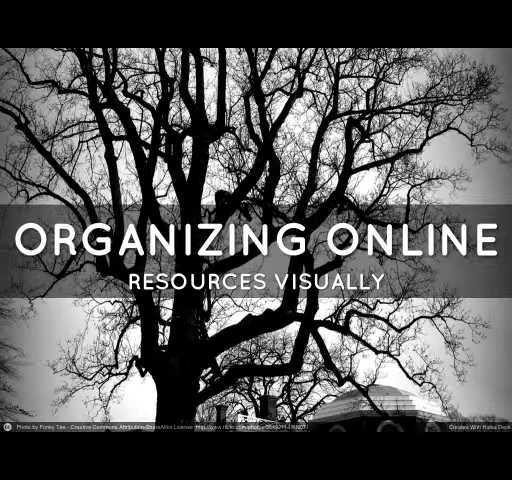 ORGANIZING ONLINE
RESOURCES VISUALLY
Photo by Funky Tee - Creative Commons Attribution-ShareAlike License
Created With Haiku Deck